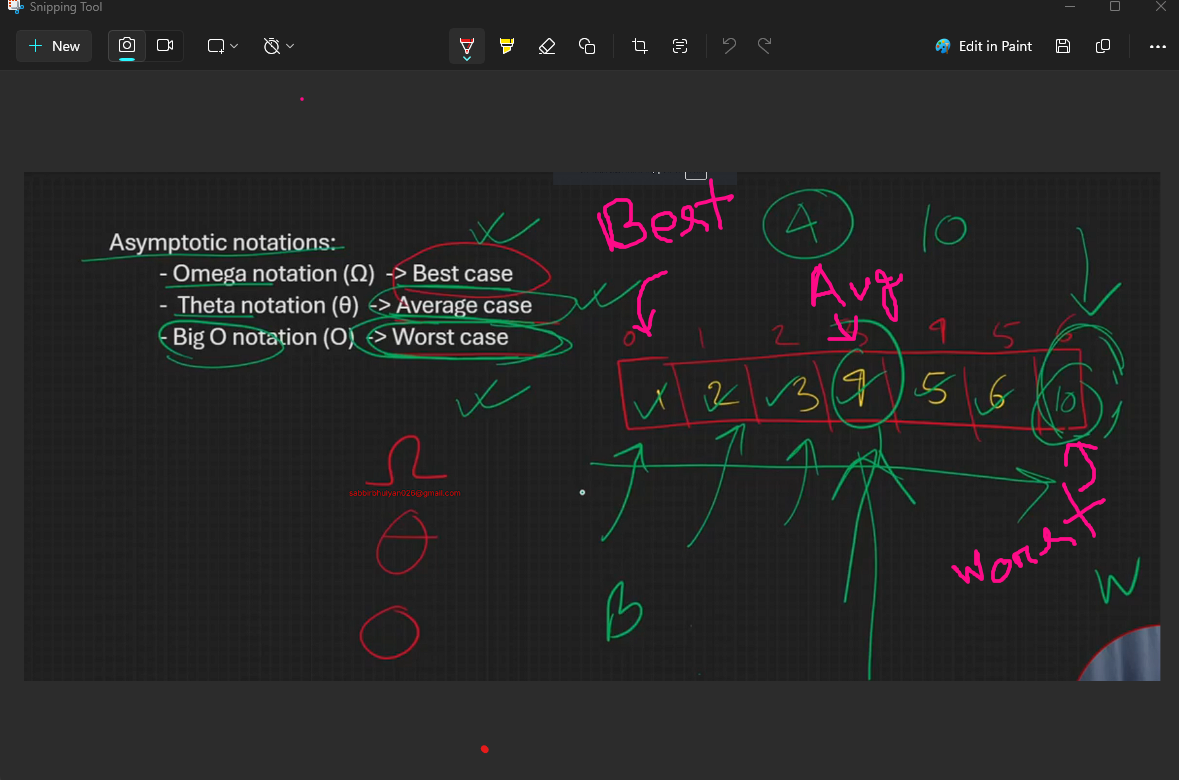 Snipping Tool
New
Edit in Paint
Best
4
10
Asymptotic notations:
- Omega notation (Ω) -> Best case
- Theta notation (θ) -> Average case
- Big O notation (O) -> Worst case
Avg
0 1 2 3 4 5 6
1 2 3 4 5 6 10
Ω
sabbirbhuiyan026@gmail.com
θ
O
Worst
B
W